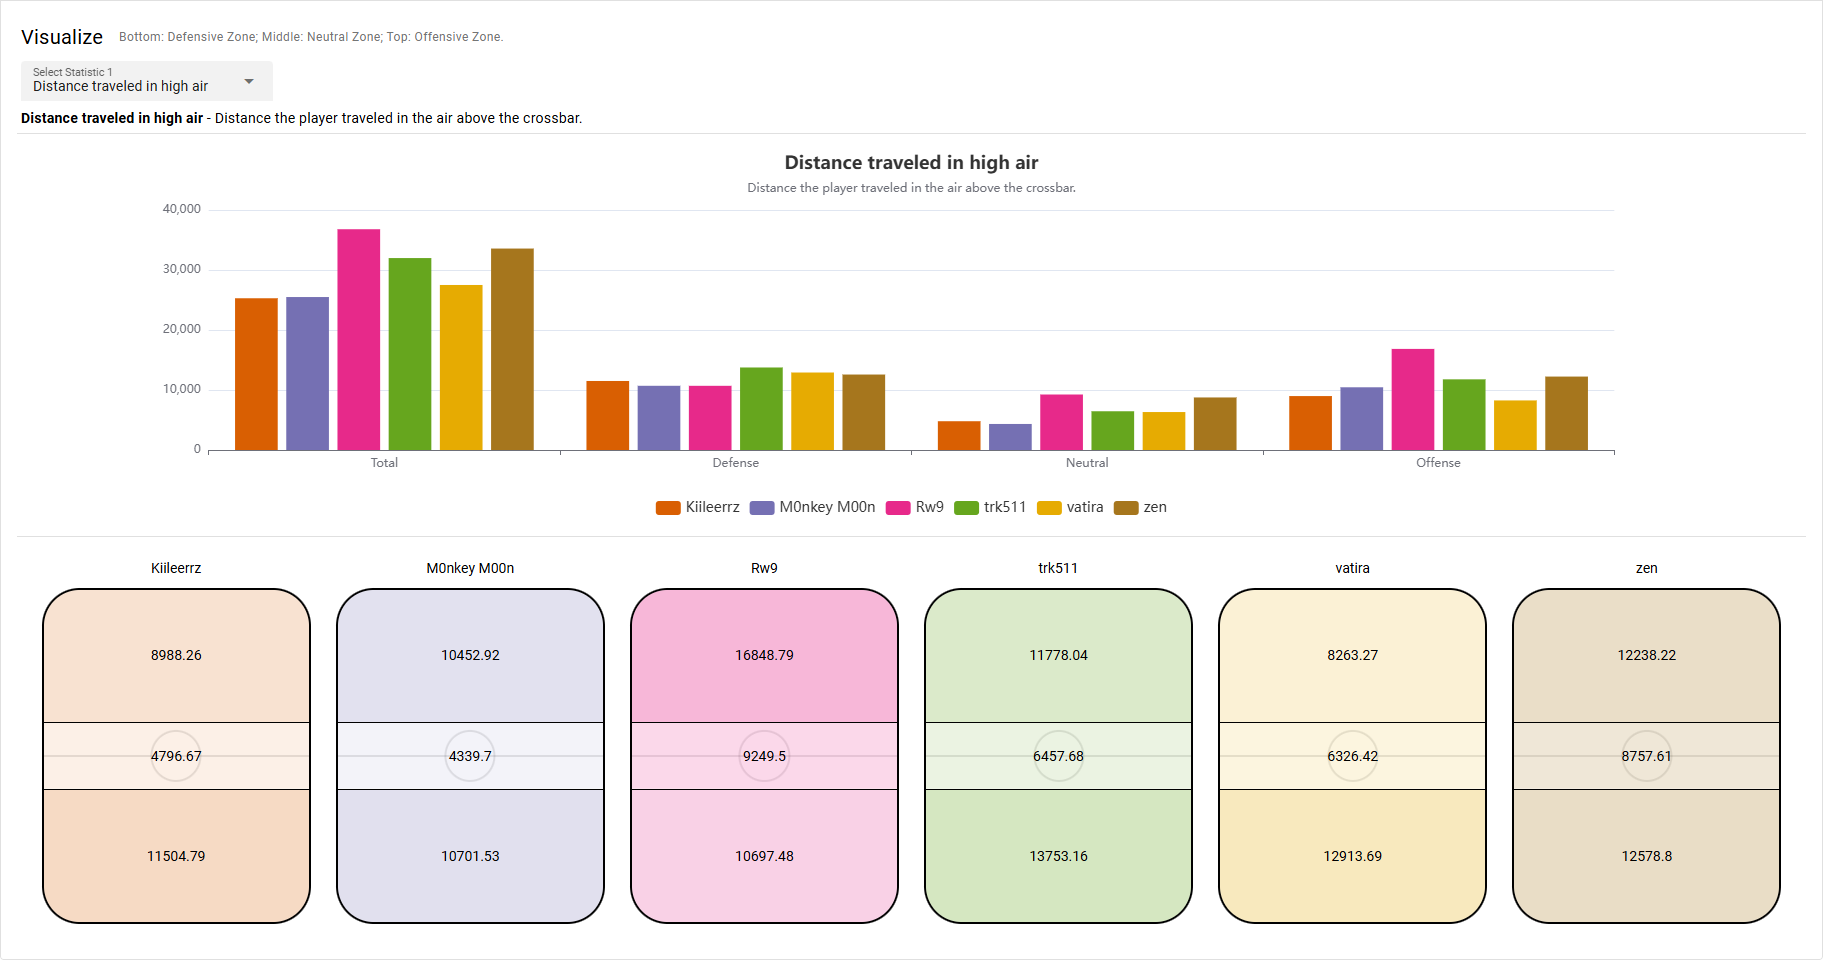 Visualize Bottom: Defensive Zone; Middle: Neutral Zone; Top: Offensive Zone.
Select Statistic 1
Distance traveled in high air
Distance traveled in high air - Distance the player traveled in the air above the crossbar.
Distance traveled in high air
Distance the player traveled in the air above the crossbar.
40,000
30,000
20,000
10,000
0
Total Defense Neutral Offense
Kiileerrz M0nkey M00n Rw9 trk511 vatira zen
Kiileerrz M0nkey M00n Rw9 trk511 vatira zen
8988.26 10452.92 16848.79 11778.04 8263.27 12238.22
4796.67 4339.7 9249.5 6457.68 6326.42 8757.61
11504.79 10701.53 10697.48 13753.16 12913.69 12578.8